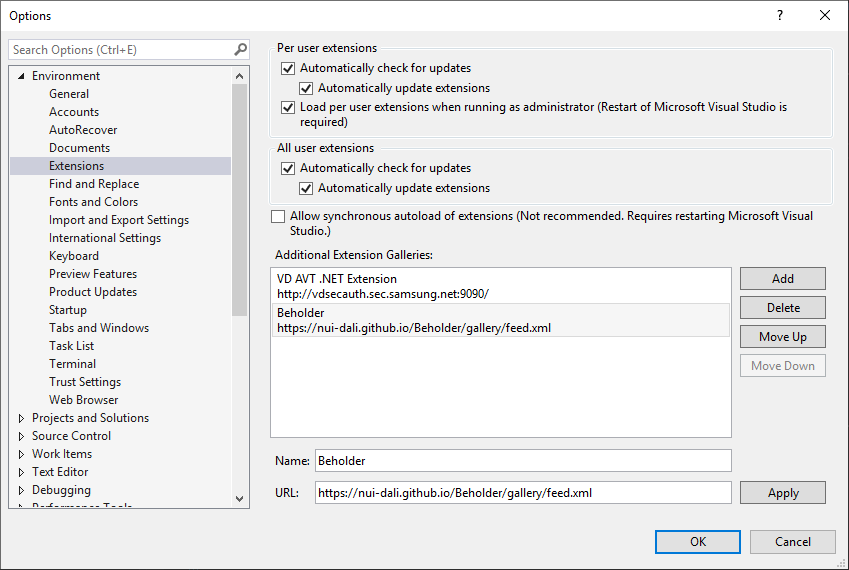 Options
Search Options (Ctrl+E)
Environment
General
Accounts
AutoRecover
Documents
Extensions
Find and Replace
Fonts and Colors
Import and Export Settings
International Settings
Keyboard
Preview Features
Product Updates
Startup
Tabs and Windows
Task List
Terminal
Trust Settings
Web Browser
Projects and Solutions
Source Control
Work Items
Text Editor
Debugging
Performance Tools
Per user extensions
Automatically check for updates
Automatically update extensions
Load per user extensions when running as administrator (Restart of Microsoft Visual Studio is
required)
All user extensions
Automatically check for updates
Automatically update extensions
Allow synchronous autoload of extensions (Not recommended. Requires restarting Microsoft Visual
Studio.)
Additional Extension Galleries:
VD AVT .NET Extension
http://vdsecauth.sec.samsung.net:9090/
Beholder
https://nui-dali.github.io/Beholder/gallery/feed.xml
Add
Delete
Move Up
Move Down
Name: Beholder
URL: https://nui-dali.github.io/Beholder/gallery/feed.xml
Apply
OK
Cancel